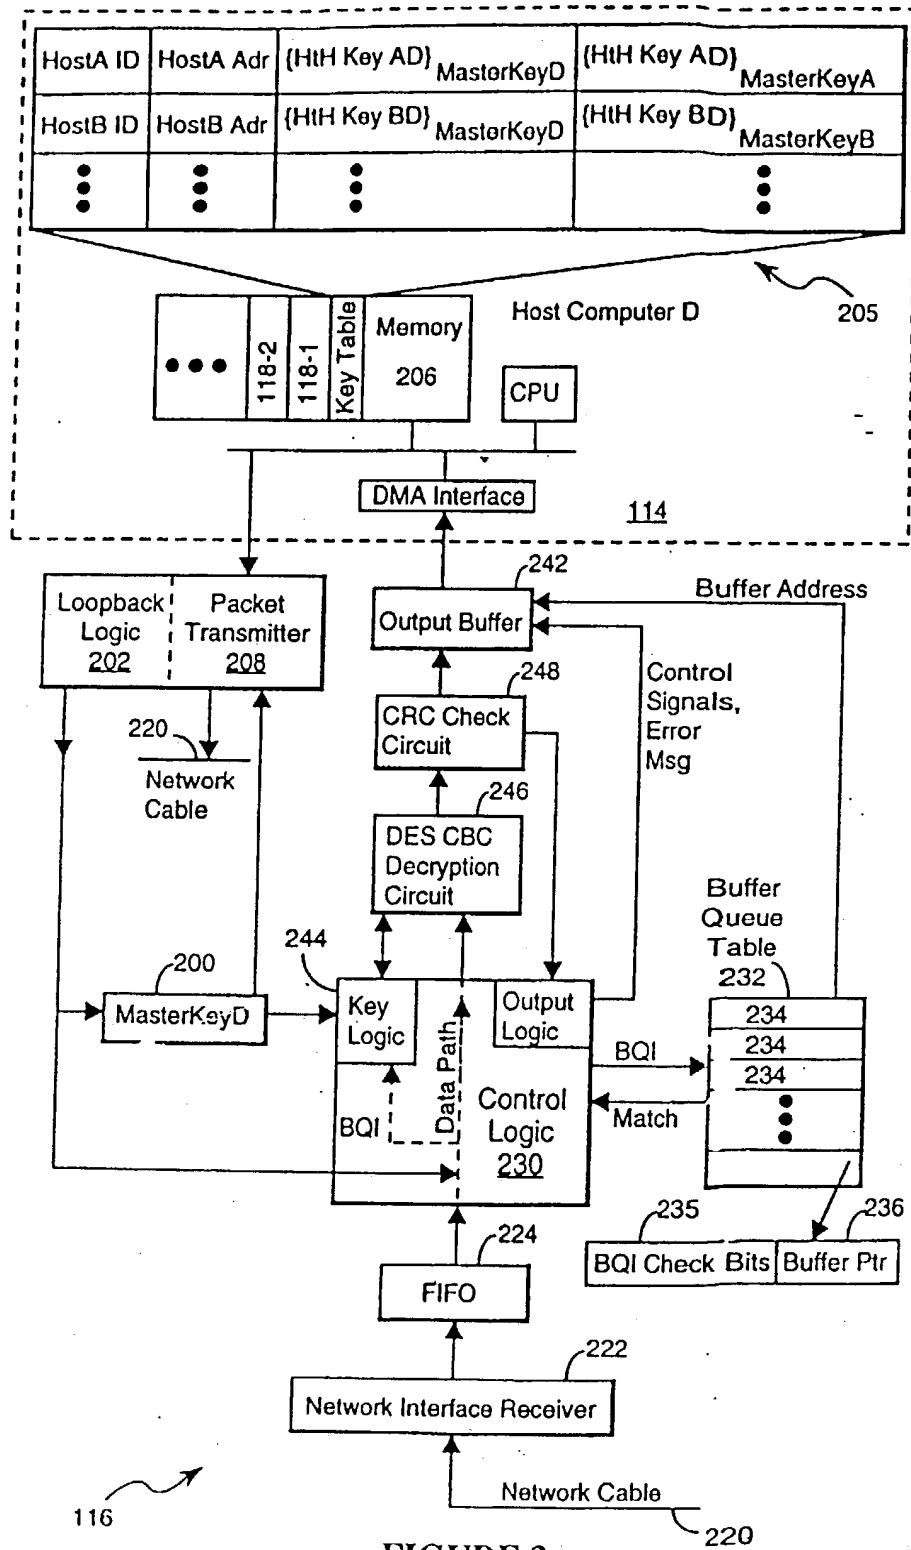 HostA ID HostA Adr {HtH Key AD}MasterKeyD {HtH Key AD}MasterKeyA
HostB ID HostB Adr {HtH Key BD}MasterKeyD {HtH Key BD}MasterKeyB
205
Host Computer D
118-2
118-1
Key Table
Memory
206
CPU
DMA Interface
114
242
Buffer Address
Loopback
Logic
202
Packet
Transmitter
208
Output Buffer
248
Control
Signals,
Error
Msg
CRC Check
Circuit
220
Network
Cable
246
DES CBC
Decryption
Circuit
Buffer
Queue
Table
232
244
200
MasterKeyD
Key
Logic
Data Path
Output
Logic
234
234
234
BQI
Match
BQI
Control
Logic
230
235
236
BQI Check Bits
Buffer Ptr
224
FIFO
222
Network Interface Receiver
Network Cable
220
116